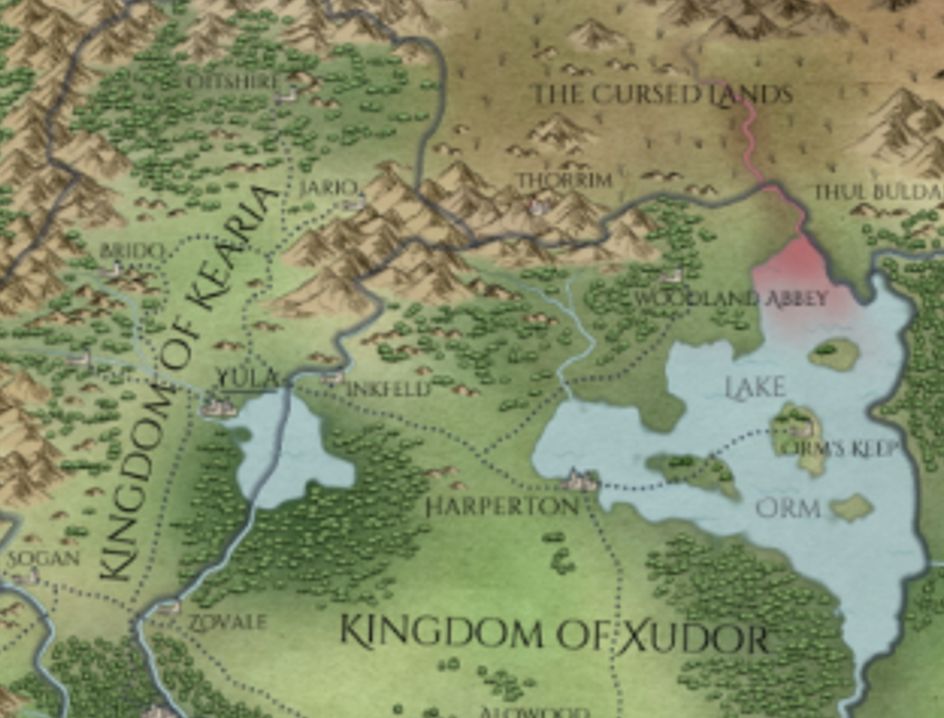 OITSHIRE
THE CURSED LANDS
JARIO
THORRIM
THUL BULDA
BRIDO
KINGDOM OF KEARIA
WOODLAND ABBEY
YULA
INKFELD
LAKE
ORM'S KEEP
HARPERTON
ORM
SOGAN
ZOVALE
KINGDOM OF XUDOR